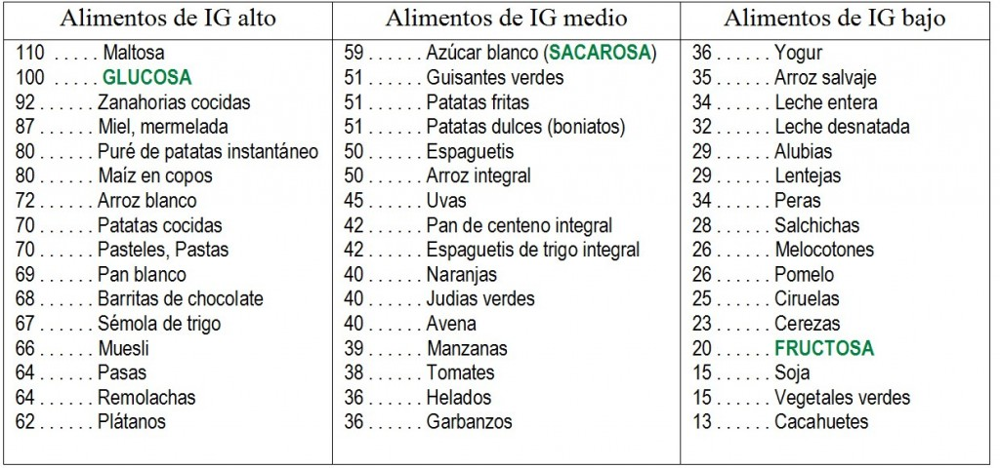 Alimentos de IG alto
110 ..... Maltosa
100 ..... GLUCOSA
92 ...... Zanahorias cocidas
87 ...... Miel, mermelada
80 ...... Puré de patatas instantáneo
80 ...... Maíz en copos
72 ...... Arroz blanco
70 ...... Patatas cocidas
70 ...... Pasteles, Pastas
69 ...... Pan blanco
68 ...... Barritas de chocolate
67 ...... Sémola de trigo
66 ...... Muesli
64 ...... Pasas
64 ...... Remolachas
62 ...... Plátanos
Alimentos de IG medio
59 ...... Azúcar blanco (SACAROSA)
51 ...... Guisantes verdes
51 ...... Patatas fritas
51 ...... Patatas dulces (boniatos)
50 ...... Espaguetis
50 ...... Arroz integral
45 ...... Uvas
42 ...... Pan de centeno integral
42 ...... Espaguetis de trigo integral
40 ...... Naranjas
40 ...... Judias verdes
40 ...... Avena
39 ...... Manzanas
38 ...... Tomates
36 ...... Helados
36 ...... Garbanzos
Alimentos de IG bajo
36 ...... Yogur
35 ...... Arroz salvaje
34 ...... Leche entera
32 ...... Leche desnatada
29 ...... Alubias
29 ...... Lentejas
34 ...... Peras
28 ...... Salchichas
26 ...... Melocotones
26 ...... Pomelo
25 ...... Ciruelas
23 ...... Cerezas
20 ...... FRUCTOSA
15 ...... Soja
15 ...... Vegetales verdes
13 ...... Cacahuetes